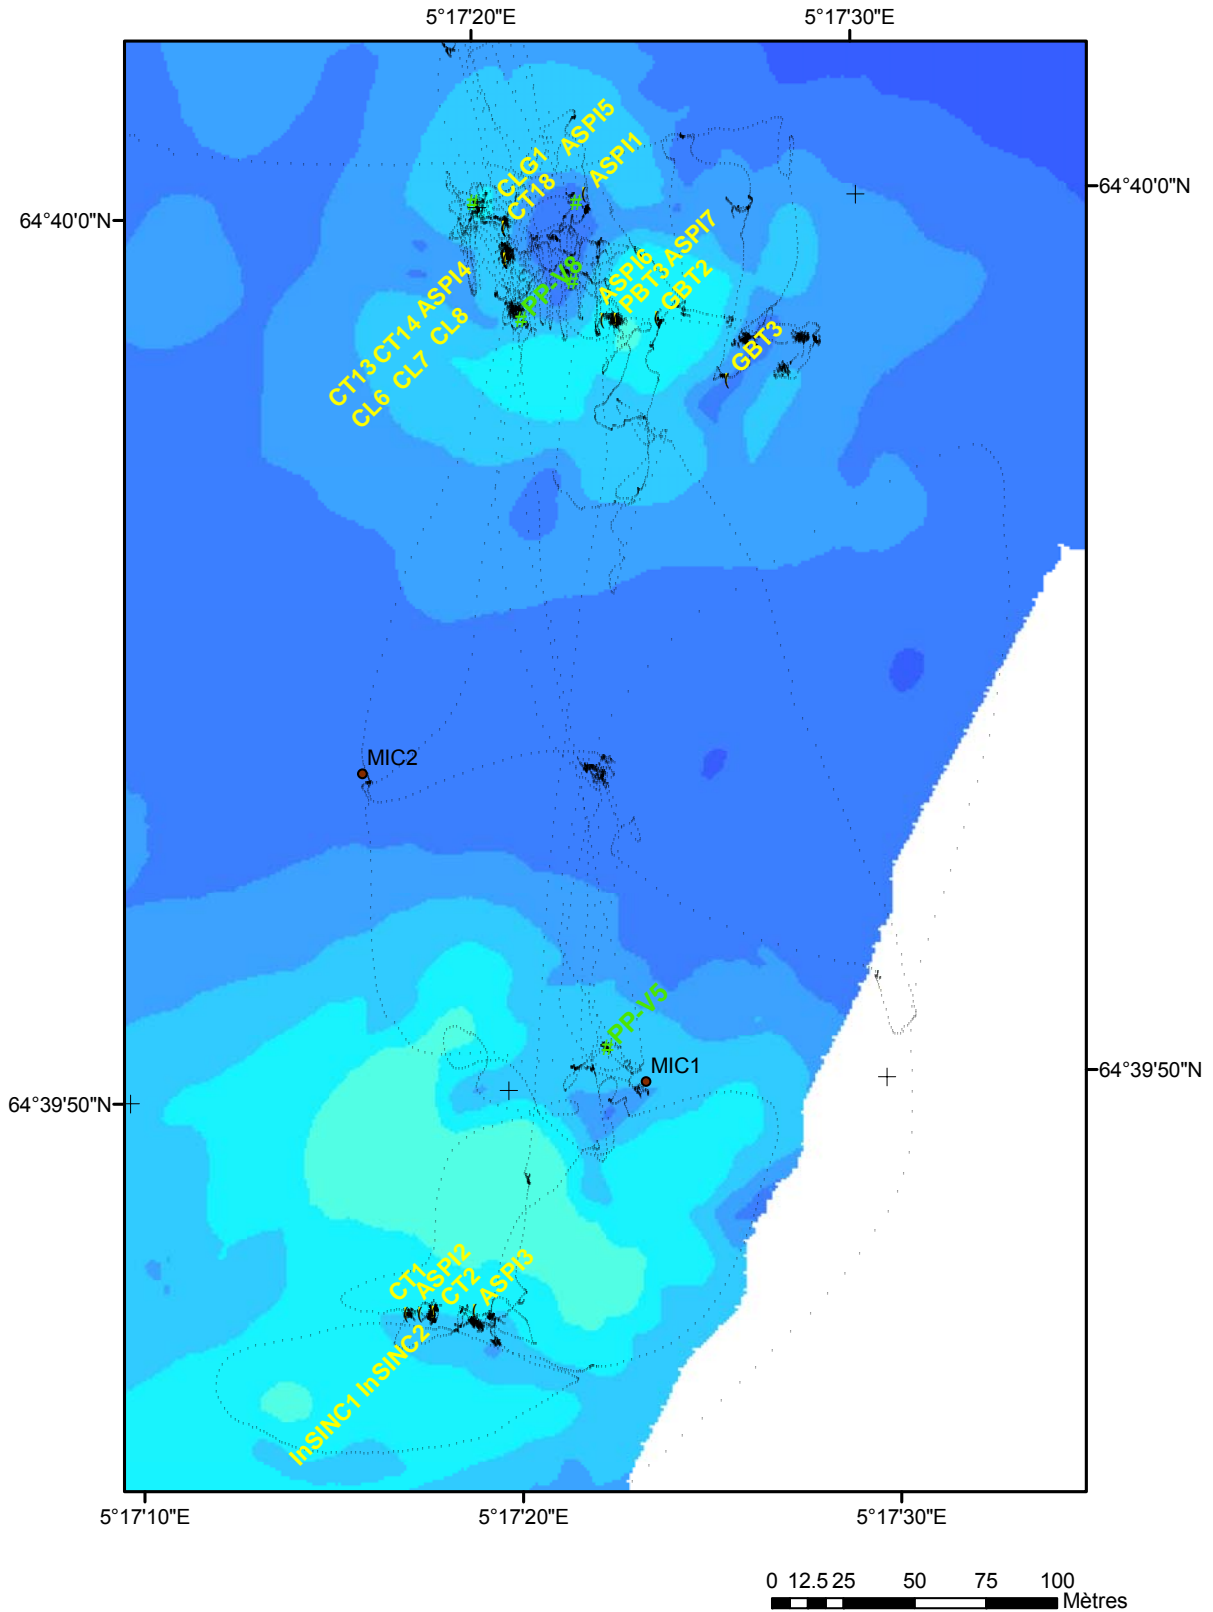 5°17'20"E
5°17'30"E
64°40'0"N
64°40'0"N
ASPI5
CLG1
ASPI1
CT18
ASPI7
ASPI6
PBT3
GBT2
PP-V8
ASPI4
CT14
CL8
CT13
CL7
CL6
GBT3
MIC2
PP-V5
MIC1
64°39'50"N
64°39'50"N
CT1
ASPI2
CT2
ASPI3
InSINC1 InSINC2
5°17'10"E
5°17'20"E
5°17'30"E
0 12.5 25 50 75 100
Mètres